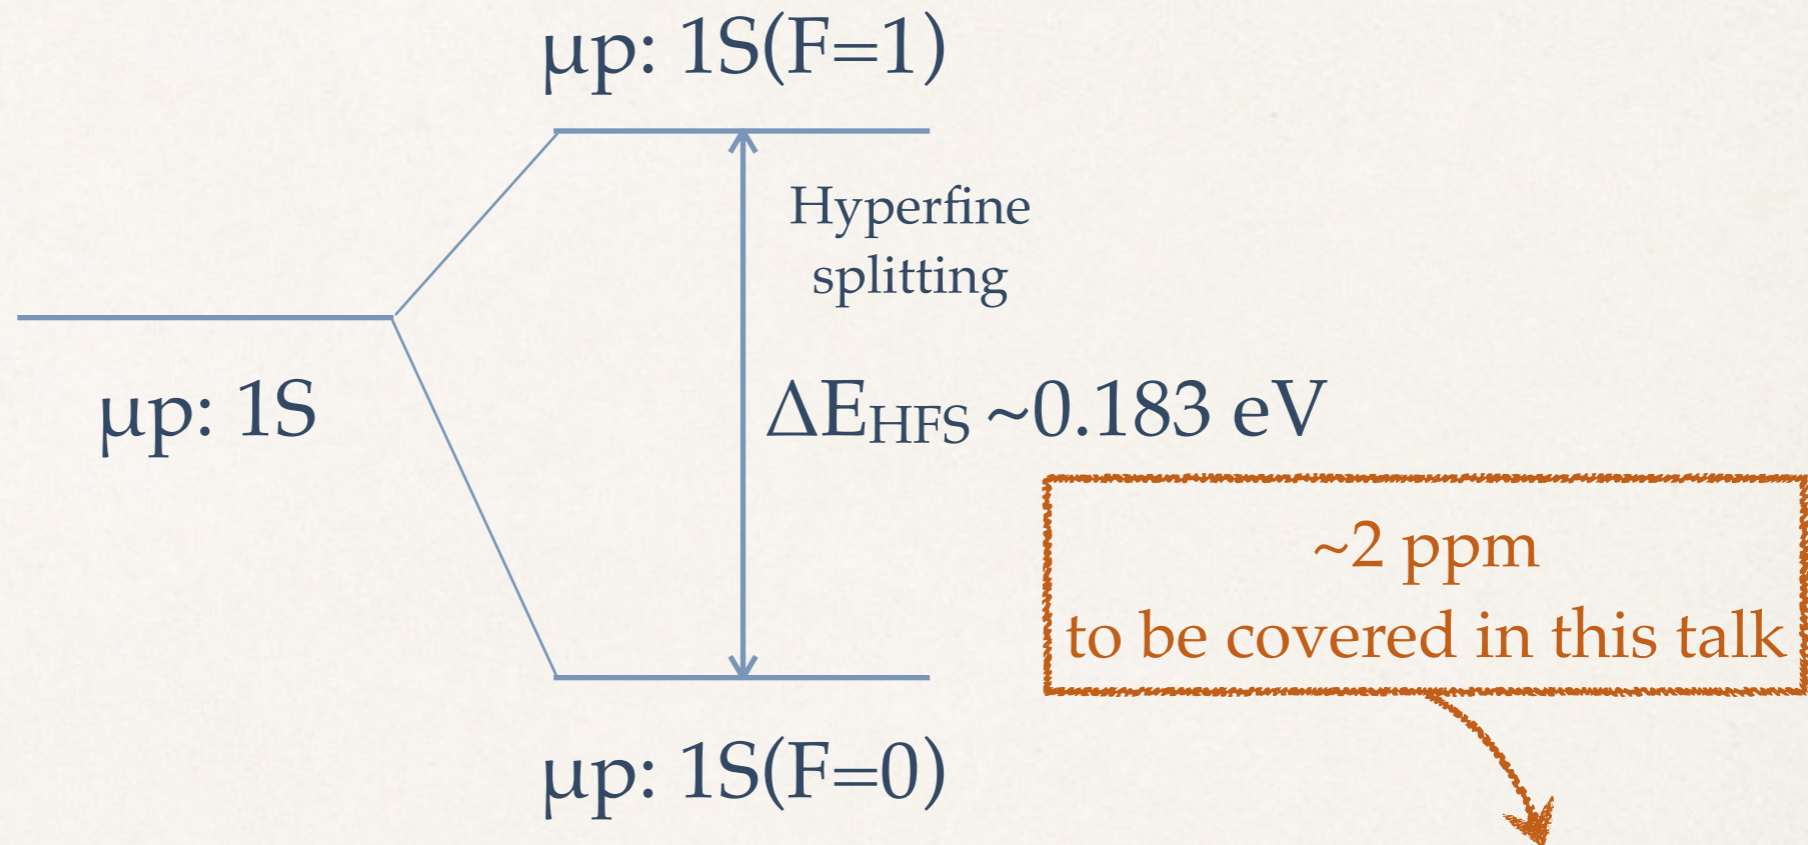 μp: 1S(F=1)
Hyperfine
splitting
μp: 1S
ΔE_HFS ~0.183 eV
~2 ppm
to be covered in this talk
μp: 1S(F=0)